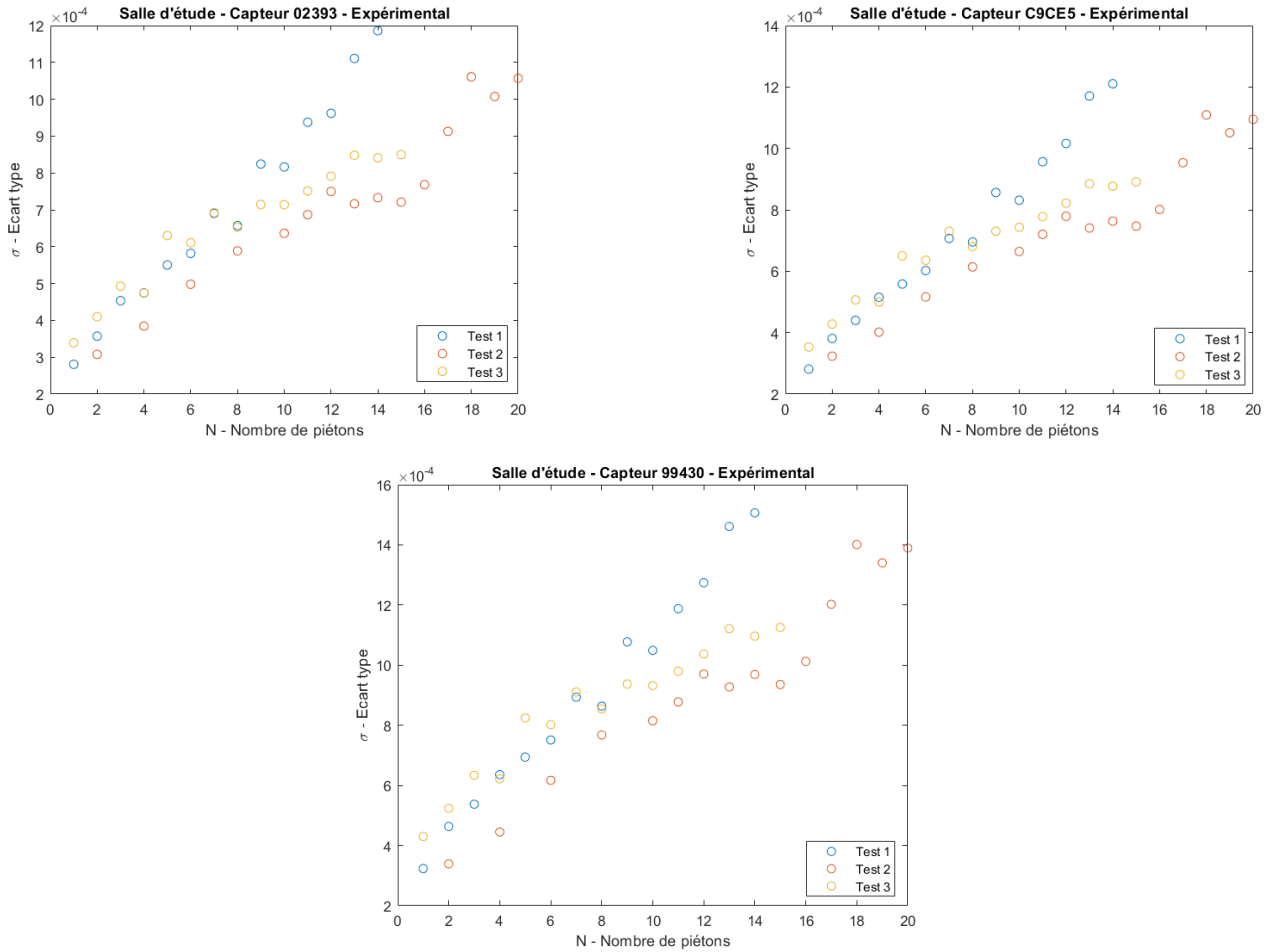 Salle d'étude - Capteur 02393 - Expérimental
×10-4
12
11
10
9
8
7
6
5
4
3
2
σ - Ecart type
0 2 4 6 8 10 12 14 16 18 20
N - Nombre de piétons
Test 1
Test 2
Test 3
Salle d'étude - Capteur C9CE5 - Expérimental
×10-4
14
12
10
8
6
4
2
σ - Ecart type
0 2 4 6 8 10 12 14 16 18 20
N - Nombre de piétons
Test 1
Test 2
Test 3
Salle d'étude - Capteur 99430 - Expérimental
×10-4
16
14
12
10
8
6
4
2
σ - Ecart type
0 2 4 6 8 10 12 14 16 18 20
N - Nombre de piétons
Test 1
Test 2
Test 3